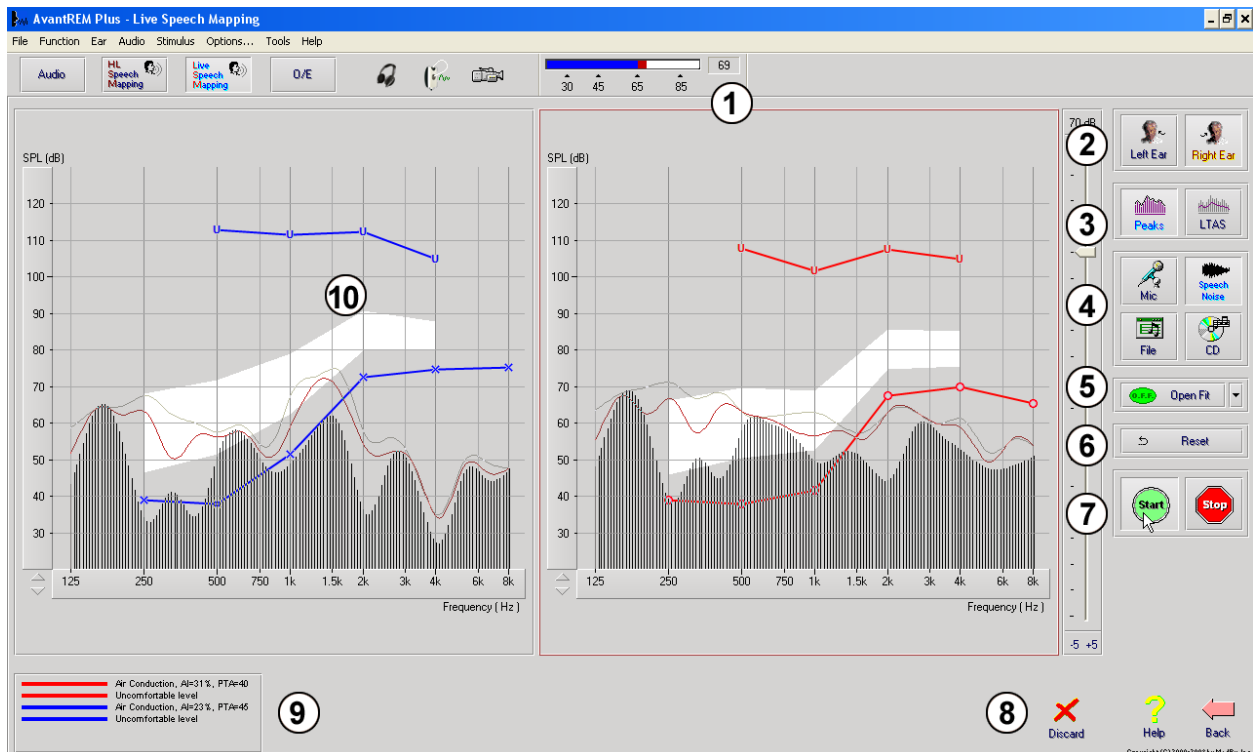 AvantREM Plus - Live Speech Mapping
File Function Ear Audio Stimulus Options... Tools Help
Audio
HL Speech Mapping
Live Speech Mapping
O/E
69
30 45 65 85
1
SPL (dB)
120
110
100
90
80
70
60
50
40
30
U U U U
10
125 250 500 750 1k 1.5k 2k 3k 4k 8k
Frequency ( Hz )
SPL (dB)
120
110
100
90
80
70
60
50
40
30
U U U U
125 250 500 750 1k 1.5k 2k 3k 4k 8k
Frequency ( Hz )
70 dB
-5 +5
2
Left Ear
Right Ear
3
Peaks
LTAS
4
Mic
Speech Noise
File
CD
5
O.F.F.
Open Fit
6
Reset
7
Start
Stop
Air Conduction, AI=31%, PTA=40
Uncomfortable level
Air Conduction, AI=23%, PTA=45
Uncomfortable level
9
8
Discard
Help
Back